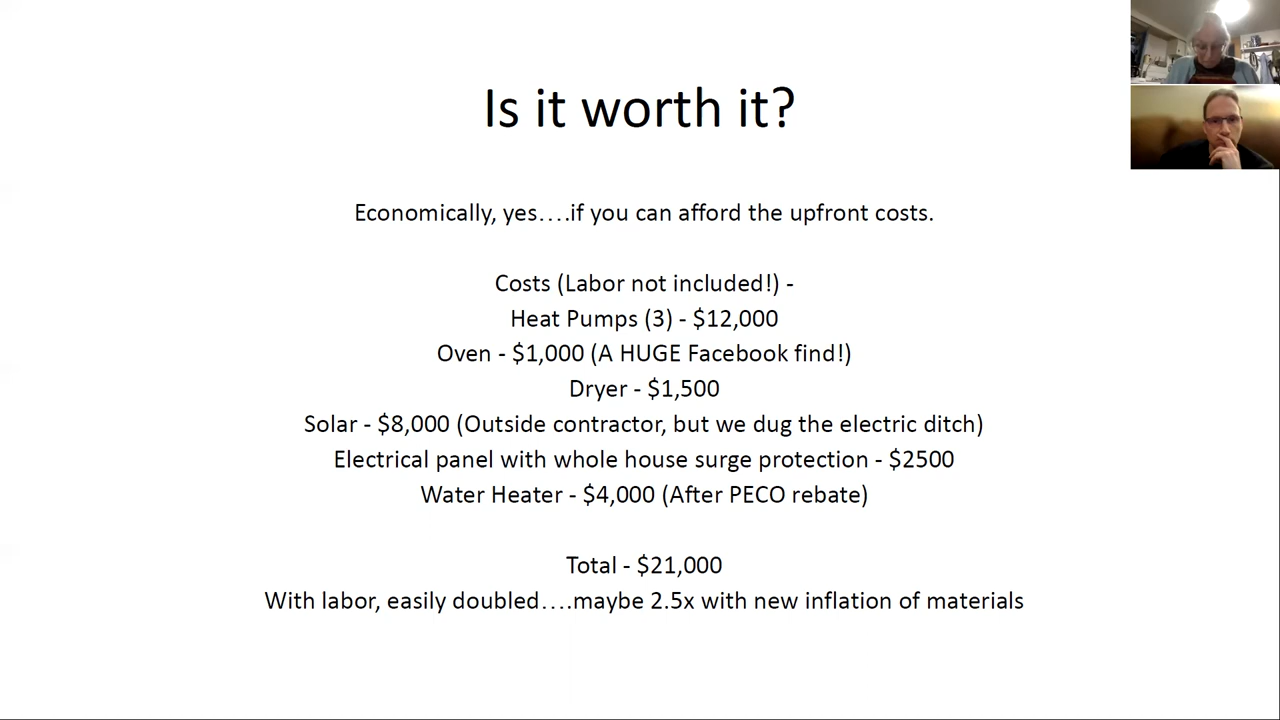 Is it worth it?
Economically, yes….if you can afford the upfront costs.
Costs (Labor not included!) -
Heat Pumps (3) - $12,000
Oven - $1,000 (A HUGE Facebook find!)
Dryer - $1,500
Solar - $8,000 (Outside contractor, but we dug the electric ditch)
Electrical panel with whole house surge protection - $2500
Water Heater - $4,000 (After PECO rebate)
Total - $21,000
With labor, easily doubled….maybe 2.5x with new inflation of materials